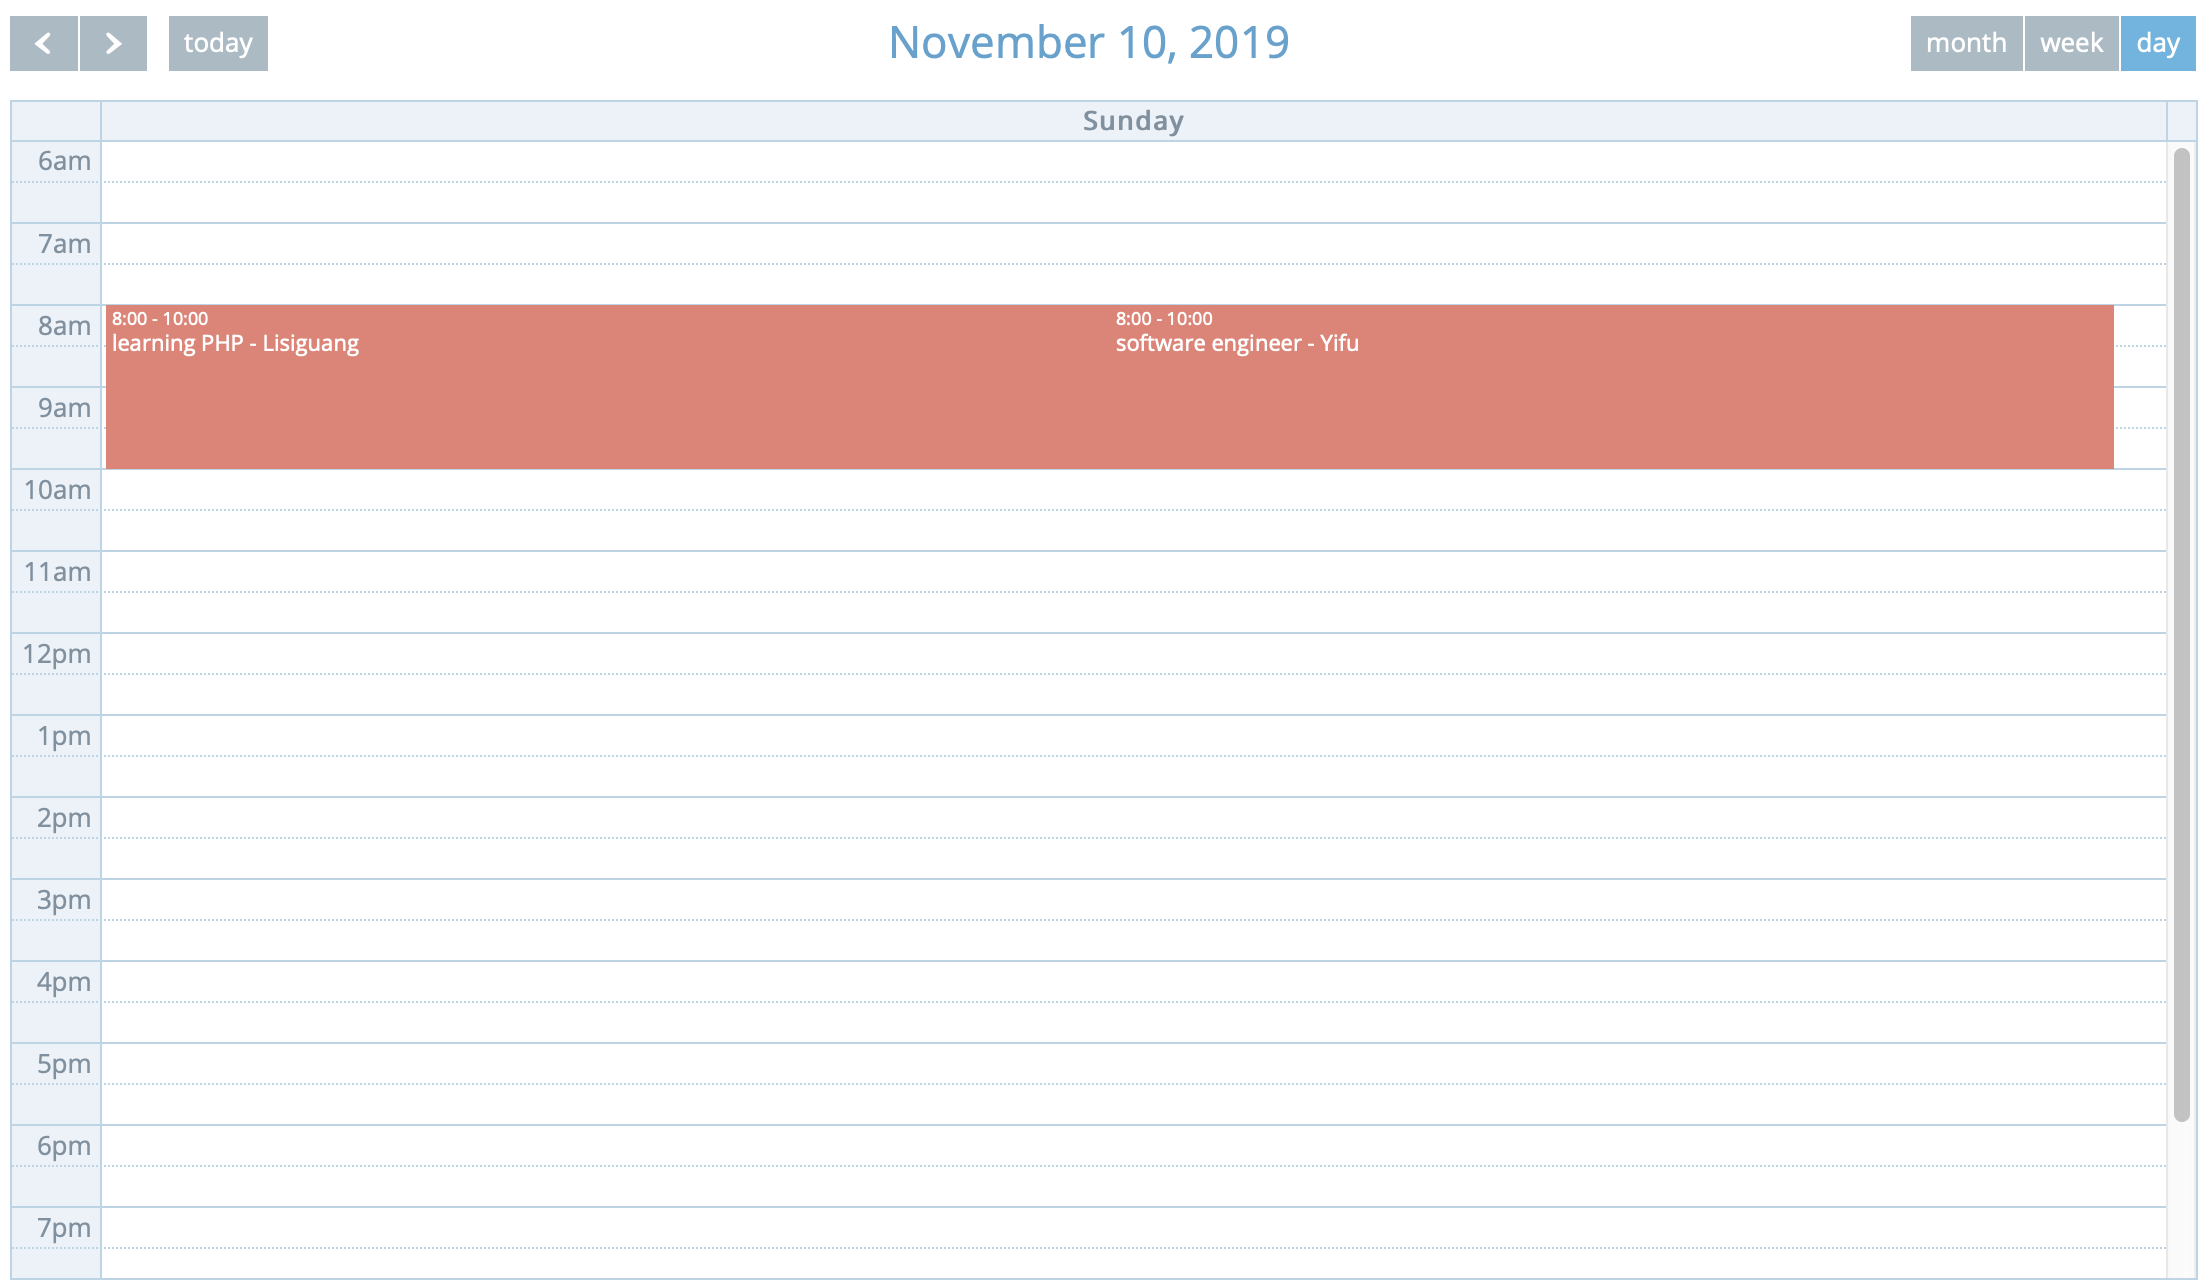 today
November 10, 2019
month
week
day
Sunday
6am
7am
8am
8:00 - 10:00
learning PHP - Lisiguang
8:00 - 10:00
software engineer - Yifu
9am
10am
11am
12pm
1pm
2pm
3pm
4pm
5pm
6pm
7pm